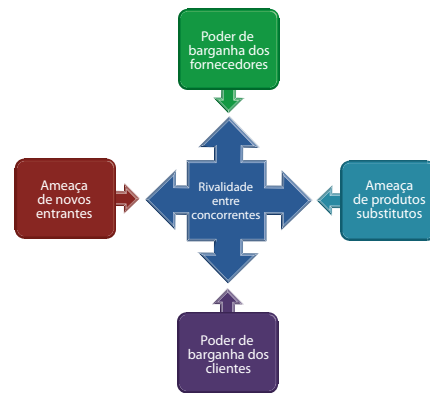 Poder de
barganha dos
fornecedores
Ameaça
de novos
entrantes
Rivalidade
entre
concorrentes
Ameaça
de produtos
substitutos
Poder de
barganha dos
clientes